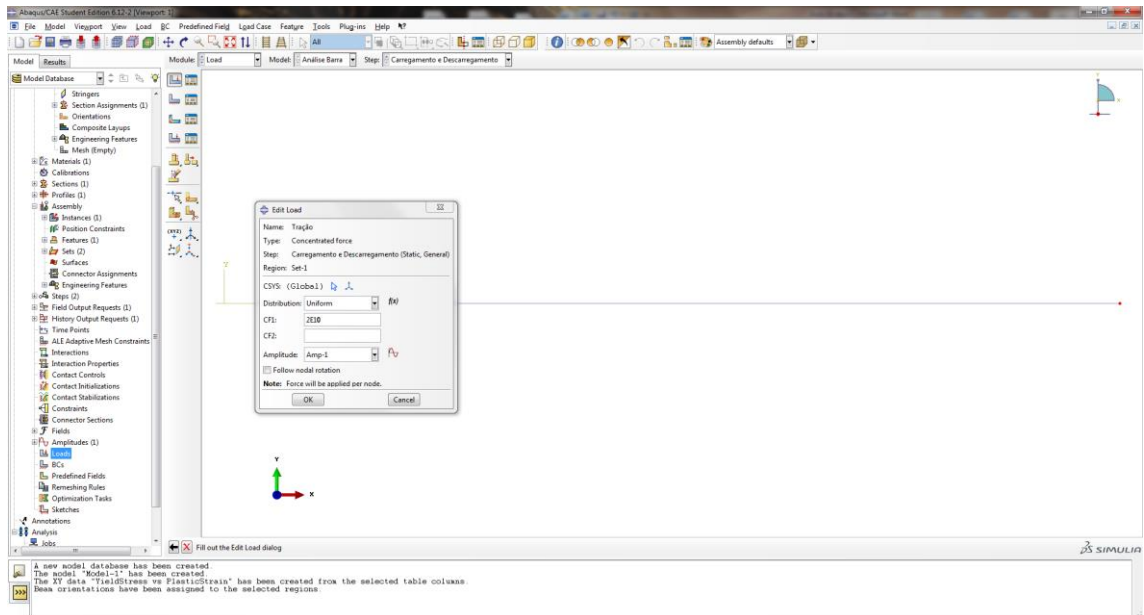 Abaqus/CAE Student Edition 6.12-2 [Viewport: 1]
File Model Viewport View Load BC Predefined Field Load Case Feature Tools Plug-ins Help
All Assembly defaults
Model Results Module: Load Model: Análise Barra Step: Carregamento e Descarregamento
Model Database
Stringers
Section Assignments (1)
Orientations
Composite Layups
Engineering Features
Mesh (Empty)
Materials (1)
Calibrations
Sections (1)
Profiles (1)
Assembly
Instances (1)
Position Constraints
Features (1)
Sets (2)
Surfaces
Connector Assignments
Engineering Features
Steps (2)
Field Output Requests (1)
History Output Requests (1)
Time Points
ALE Adaptive Mesh Constraints
Interactions
Interaction Properties
Contact Controls
Contact Initializations
Contact Stabilizations
Constraints
Connector Sections
Fields
Amplitudes (1)
Loads
BCs
Predefined Fields
Remeshing Rules
Optimization Tasks
Sketches
Annotations
Analysis
Jobs
Edit Load
Name: Tração
Type: Concentrated force
Step: Carregamento e Descarregamento (Static, General)
Region: Set-1
CSYS: (Global)
Distribution: Uniform f(x)
CF1: 2E10
CF2:
Amplitude: Amp-1
Follow nodal rotation
Note: Force will be applied per node.
OK Cancel
Y
X
Fill out the Edit Load dialog
SIMULIA
A new model database has been created.
The model "Model-1" has been created.
The XY data "YieldStress vs PlasticStrain" has been created from the selected table columns.
Beam orientations have been assigned to the selected regions.